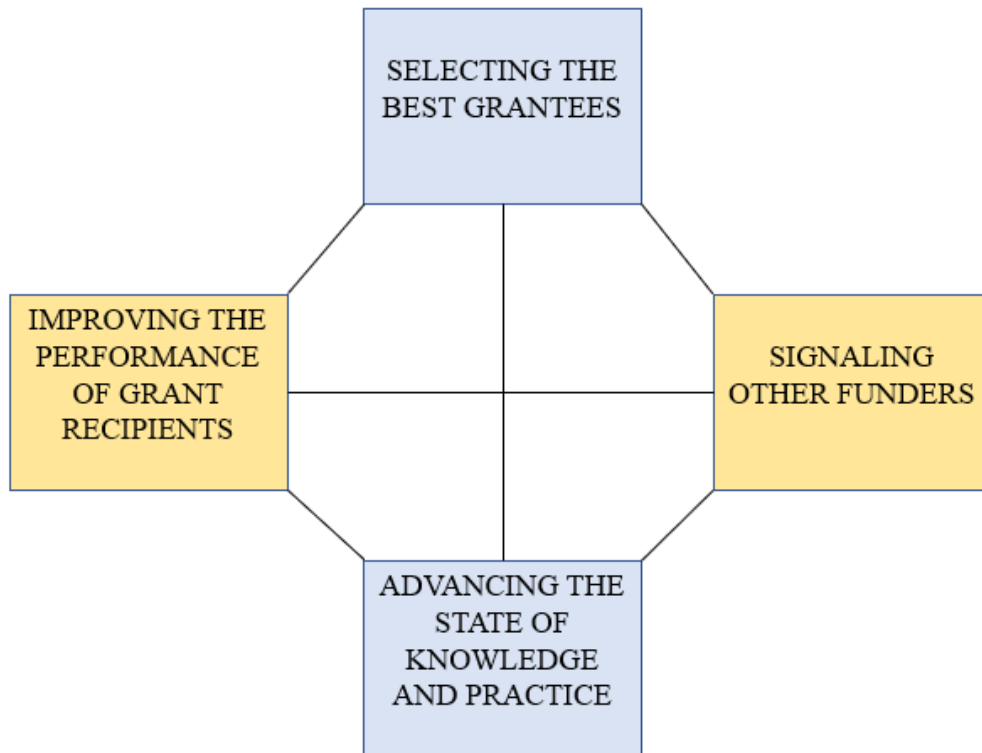 SELECTING THE
BEST GRANTEES
IMPROVING THE
PERFORMANCE
OF GRANT
RECIPIENTS
SIGNALING
OTHER FUNDERS
ADVANCING THE
STATE OF
KNOWLEDGE
AND PRACTICE